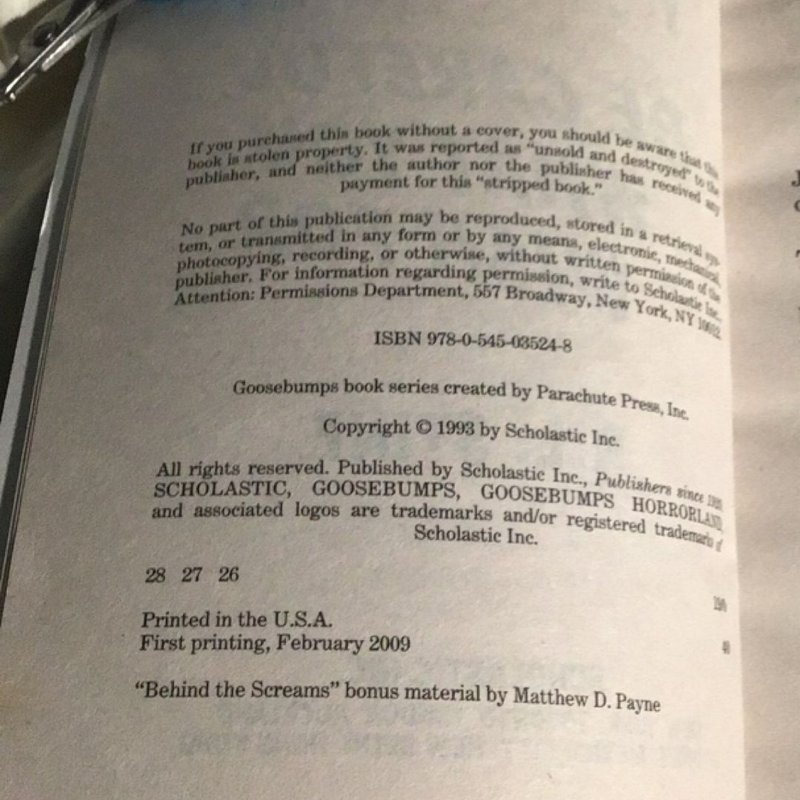 If you purchased this book without a cover, you should be aware that this
book is stolen property. It was reported as "unsold and destroyed" to the
publisher, and neither the author nor the publisher has received any
payment for this "stripped book."
No part of this publication may be reproduced, stored in a retrieval sys-
tem, or transmitted in any form or by any means, electronic, mechanical,
photocopying, recording, or otherwise, without written permission of the
publisher. For information regarding permission, write to Scholastic Inc.,
Attention: Permissions Department, 557 Broadway, New York, NY 10012.
ISBN 978-0-545-03524-8
Goosebumps book series created by Parachute Press, Inc.
Copyright © 1993 by Scholastic Inc.
All rights reserved. Published by Scholastic Inc., Publishers since
SCHOLASTIC, GOOSEBUMPS, GOOSEBUMPS HORRORLAND
and associated logos are trademarks and/or registered trademarks of
Scholastic Inc.
28 27 26
40
Printed in the U.S.A.
First printing, February 2009
"Behind the Screams" bonus material by Matthew D. Payne